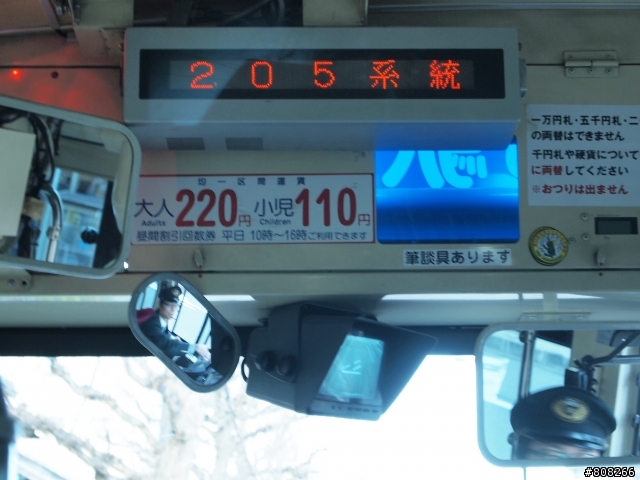 205系統
均一区間運賃
大人220円 小児110円
Adults Children
昼間割引回数券 平日 10時～16時ご利用できます
筆談具あります
一万円札・五千円札・二
の両替はできません
千円札や硬貨について
に両替してください
※おつりは出ません
#808266